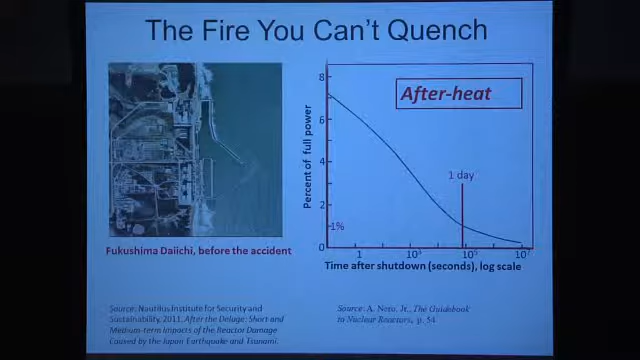 The Fire You Can't Quench
After-heat
Percent of full power
8
6
4
2
0
1%
1 day
1
10⁵
10⁷
Time after shutdown (seconds), log scale
Fukushima Daiichi, before the accident
Source: Nautilus Institute for Security and
Sustainability, 2011. After the Deluge: Short and
Medium-term Impacts of the Reactor Damage
Caused by the Japan Earthquake and Tsunami.
Source: A. Nero, Jr., The Guidebook
to Nuclear Reactors, p. 54